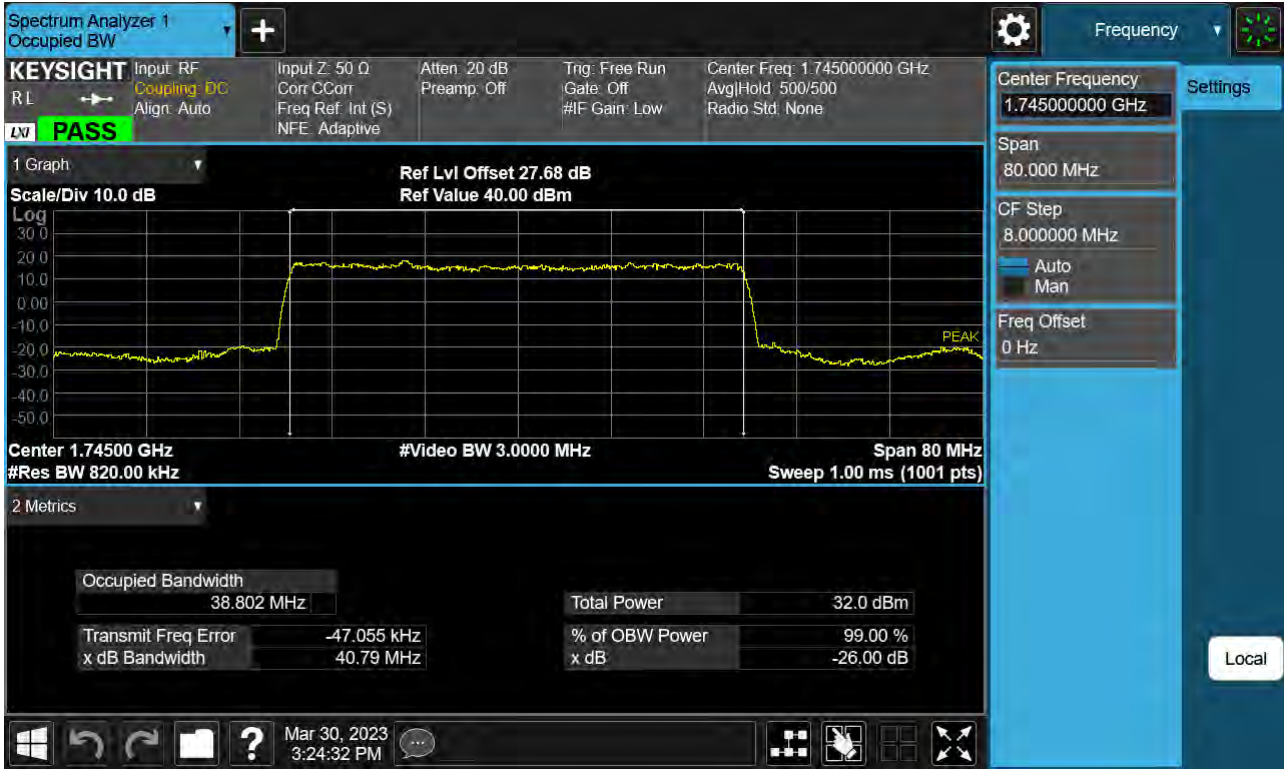 Spectrum Analyzer 1
Occupied BW
Frequency
KEYSIGHT
RL
LXI
PASS
Input: RF
Coupling: DC
Align: Auto
Input Z: 50 Ω
Corr CCorr
Freq Ref: Int (S)
NFE: Adaptive
Atten: 20 dB
Preamp: Off
Trig: Free Run
Gate: Off
#IF Gain: Low
Center Freq: 1.745000000 GHz
Avg|Hold: 500/500
Radio Std: None
Center Frequency
1.745000000 GHz
Settings
Span
80.000 MHz
CF Step
8.000000 MHz
Auto
Man
Freq Offset
0 Hz
Local
1 Graph
Scale/Div 10.0 dB
Ref Lvl Offset 27.68 dB
Ref Value 40.00 dBm
Log
30.0
20.0
10.0
0.00
-10.0
-20.0
-30.0
-40.0
-50.0
PEAK
Center 1.74500 GHz
#Video BW 3.0000 MHz
Span 80 MHz
#Res BW 820.00 kHz
Sweep 1.00 ms (1001 pts)
2 Metrics
Occupied Bandwidth
38.802 MHz
Total Power 32.0 dBm
Transmit Freq Error -47.055 kHz
% of OBW Power 99.00 %
x dB Bandwidth 40.79 MHz
x dB -26.00 dB
?
Mar 30, 2023
3:24:32 PM